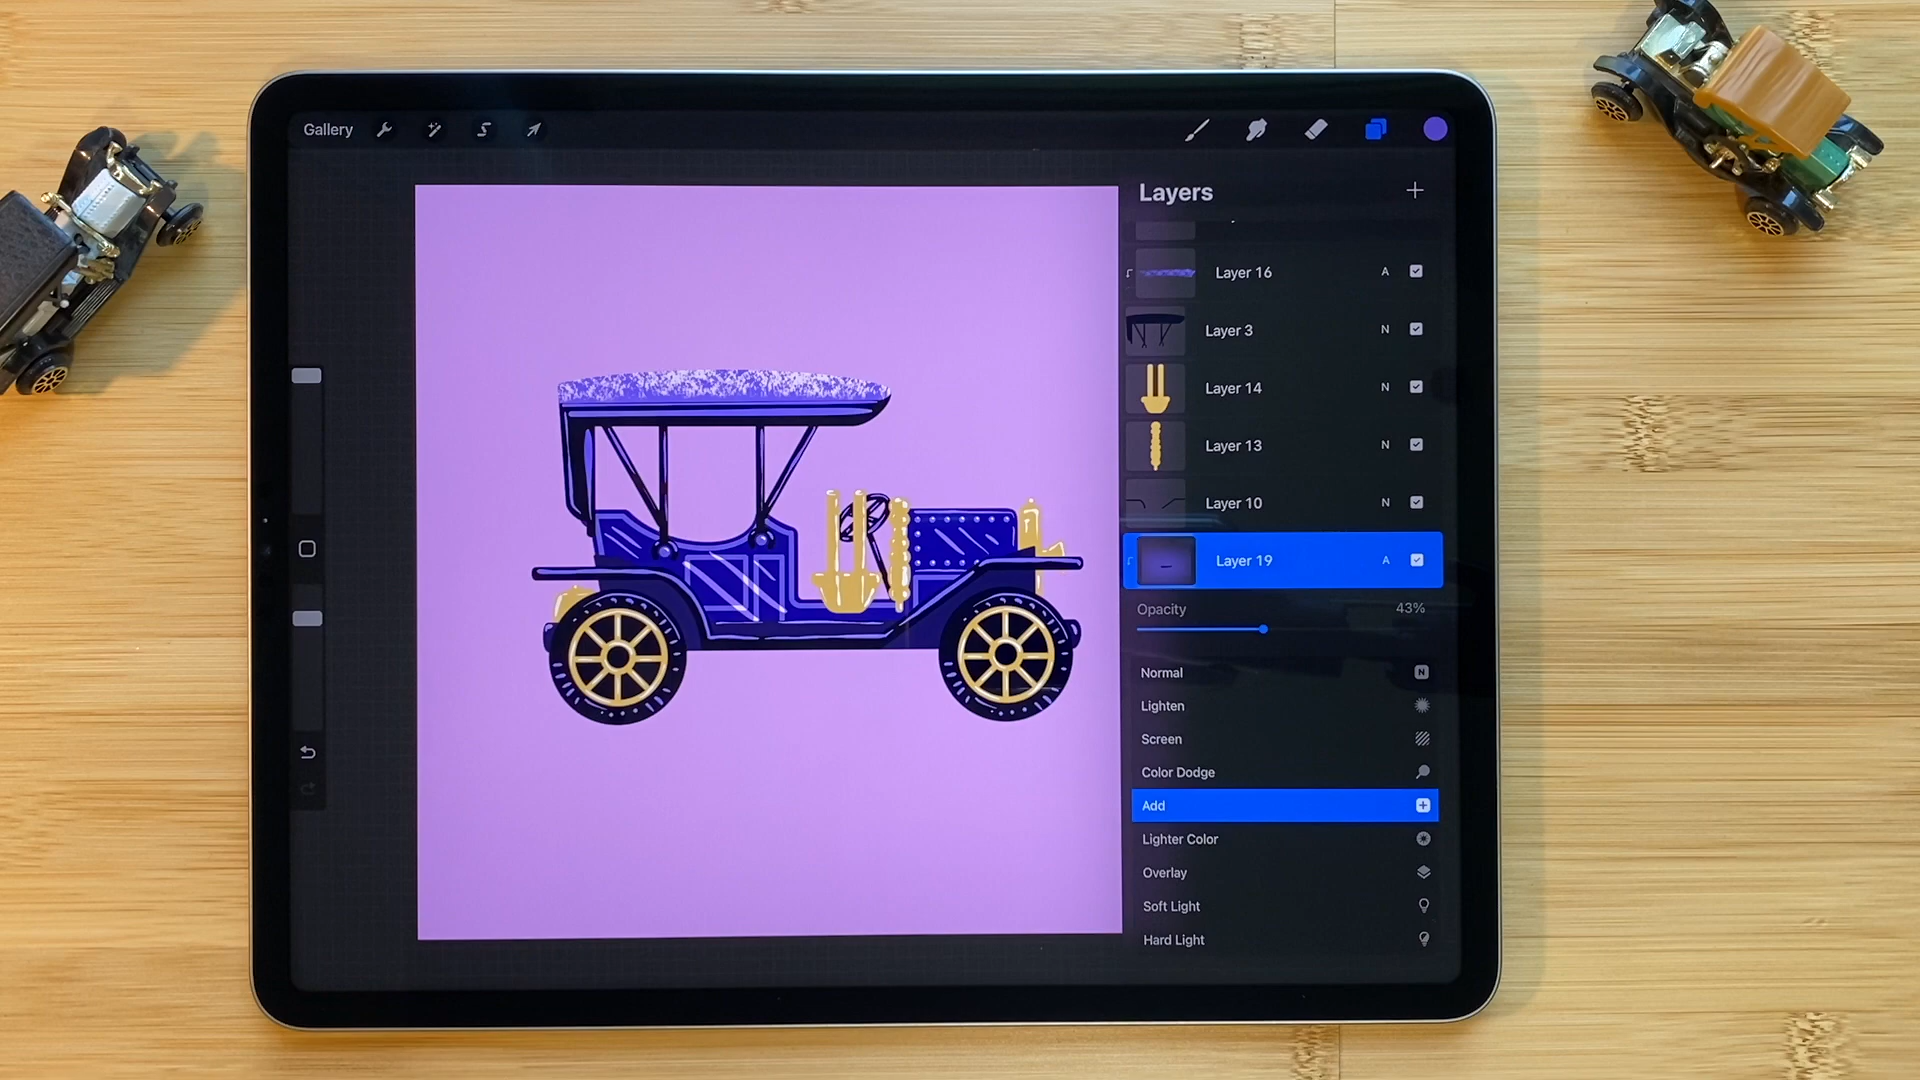 Gallery
Layers
Layer 16 A
Layer 3 N
Layer 14 N
Layer 13 N
Layer 10 N
Layer 19 A
Opacity 43%
Normal N
Lighten
Screen
Color Dodge
Add
Lighter Color
Overlay
Soft Light
Hard Light